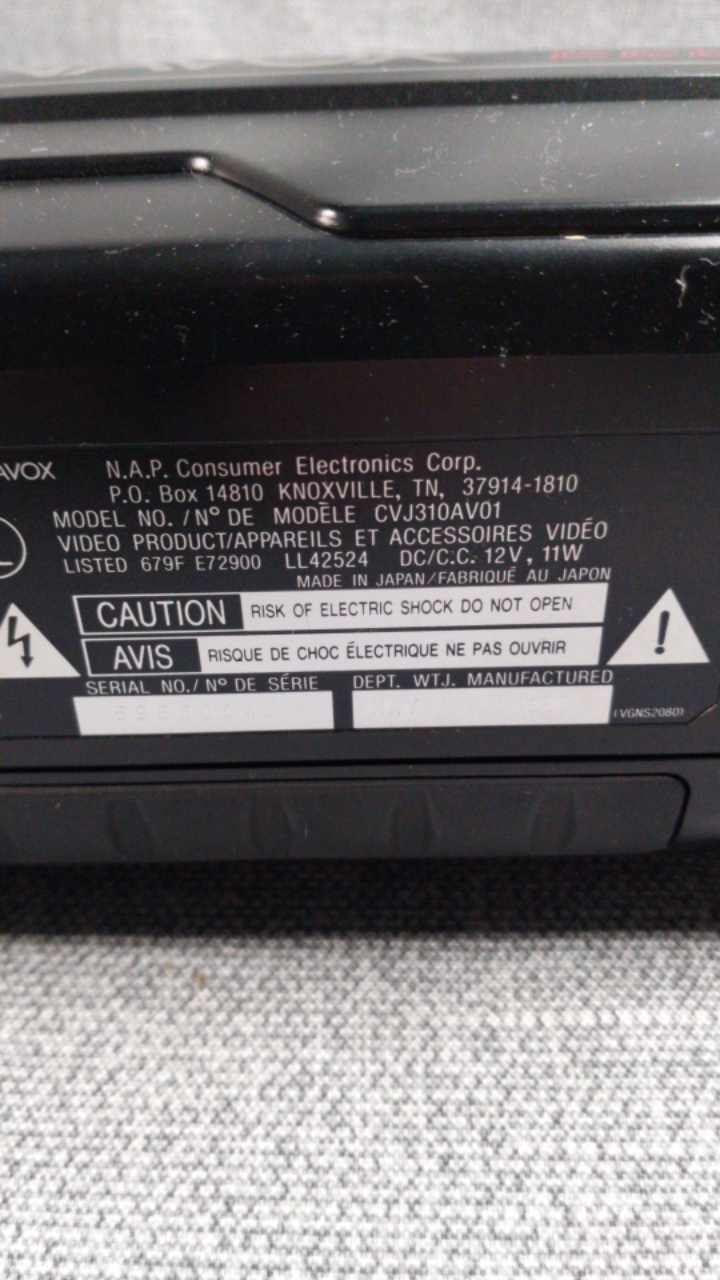 AVOX
N.A.P. Consumer Electronics Corp.
P.O. Box 14810 KNOXVILLE, TN, 37914-1810
MODEL NO. / Nº DE MODÈLE CVJ310AV01
VIDEO PRODUCT/APPAREILS ET ACCESSOIRES VIDÉO
LISTED 679F E72900 LL42524 DC/C.C. 12V, 11W
MADE IN JAPAN/FABRIQUÉ AU JAPON
CAUTION RISK OF ELECTRIC SHOCK DO NOT OPEN
AVIS RISQUE DE CHOC ÉLECTRIQUE NE PAS OUVRIR
SERIAL NO./ Nº DE SÉRIE DEPT. WTJ. MANUFACTURED
(VGNS2080)